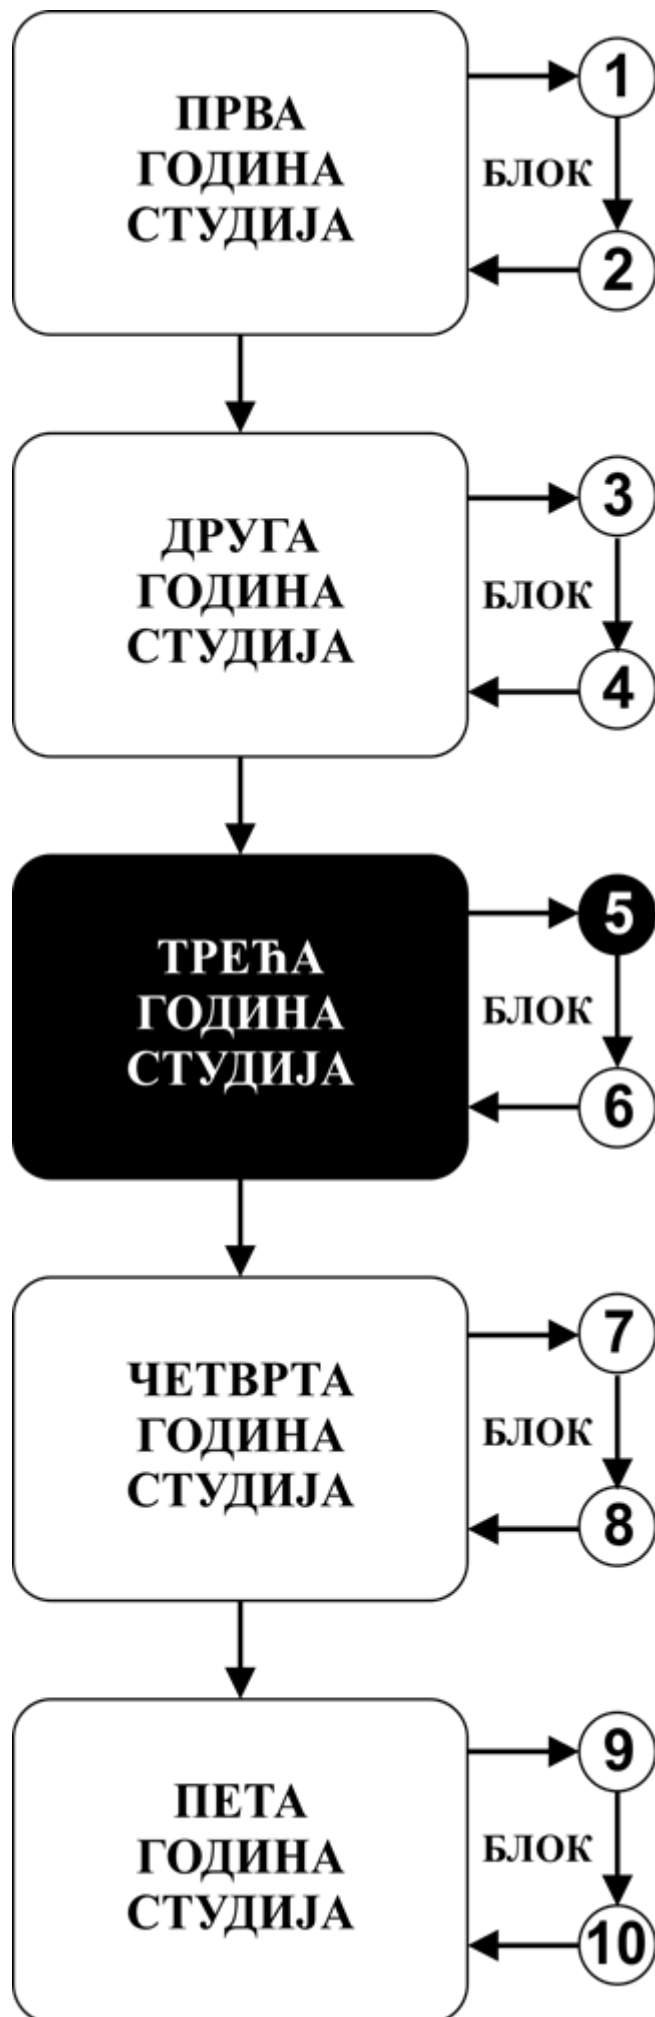 ПРВА
ГОДИНА
СТУДИЈА
1
БЛОК
2
ДРУГА
ГОДИНА
СТУДИЈА
3
БЛОК
4
ТРЕЋА
ГОДИНА
СТУДИЈА
5
БЛОК
6
ЧЕТВРТА
ГОДИНА
СТУДИЈА
7
БЛОК
8
ПЕТА
ГОДИНА
СТУДИЈА
9
БЛОК
10